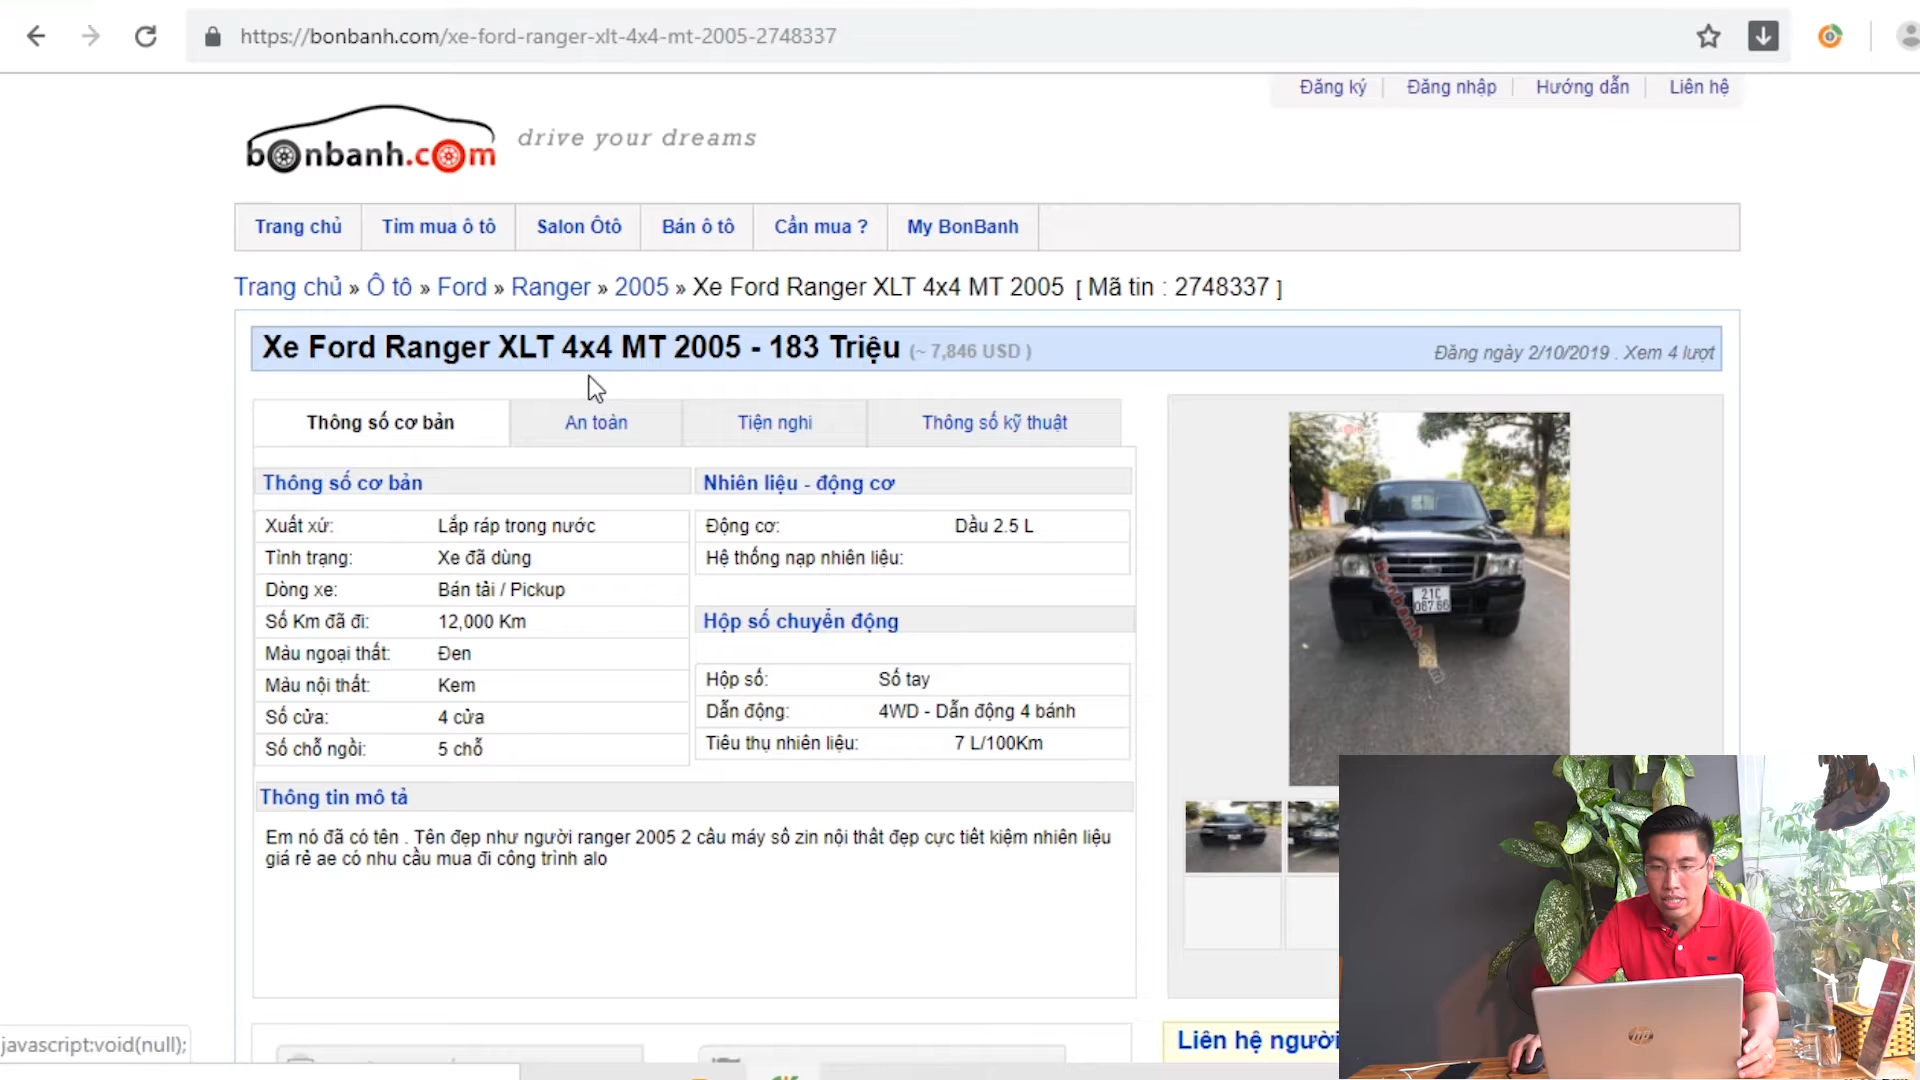 https://bonbanh.com/xe-ford-ranger-xlt-4x4-mt-2005-2748337
Đăng ký Đăng nhập Hướng dẫn Liên hệ
bonbanh.com drive your dreams
Trang chủ Tìm mua ô tô Salon Ôtô Bán ô tô Cần mua ? My BonBanh
Trang chủ » Ô tô » Ford » Ranger » 2005 » Xe Ford Ranger XLT 4x4 MT 2005 [ Mã tin : 2748337 ]
Xe Ford Ranger XLT 4x4 MT 2005 - 183 Triệu (~ 7,846 USD )
Đăng ngày 2/10/2019 . Xem 4 lượt
Thông số cơ bản An toàn Tiện nghi Thông số kỹ thuật
Thông số cơ bản
Xuất xứ: Lắp ráp trong nước
Tình trạng: Xe đã dùng
Dòng xe: Bán tải / Pickup
Số Km đã đi: 12,000 Km
Màu ngoại thất: Đen
Màu nội thất: Kem
Số cửa: 4 cửa
Số chỗ ngồi: 5 chỗ
Nhiên liệu - động cơ
Động cơ: Dầu 2.5 L
Hệ thống nạp nhiên liệu:
Hộp số chuyển động
Hộp số: Số tay
Dẫn động: 4WD - Dẫn động 4 bánh
Tiêu thụ nhiên liệu: 7 L/100Km
Thông tin mô tả
Em nó đã có tên . Tên đẹp như người ranger 2005 2 cầu máy số zin nội thất đẹp cực tiết kiệm nhiên liệu
giá rẻ ae có nhu cầu mua đi công trình alo
21C
067.66
bonbanh.com
Liên hệ người
javascript:void(null);
hp